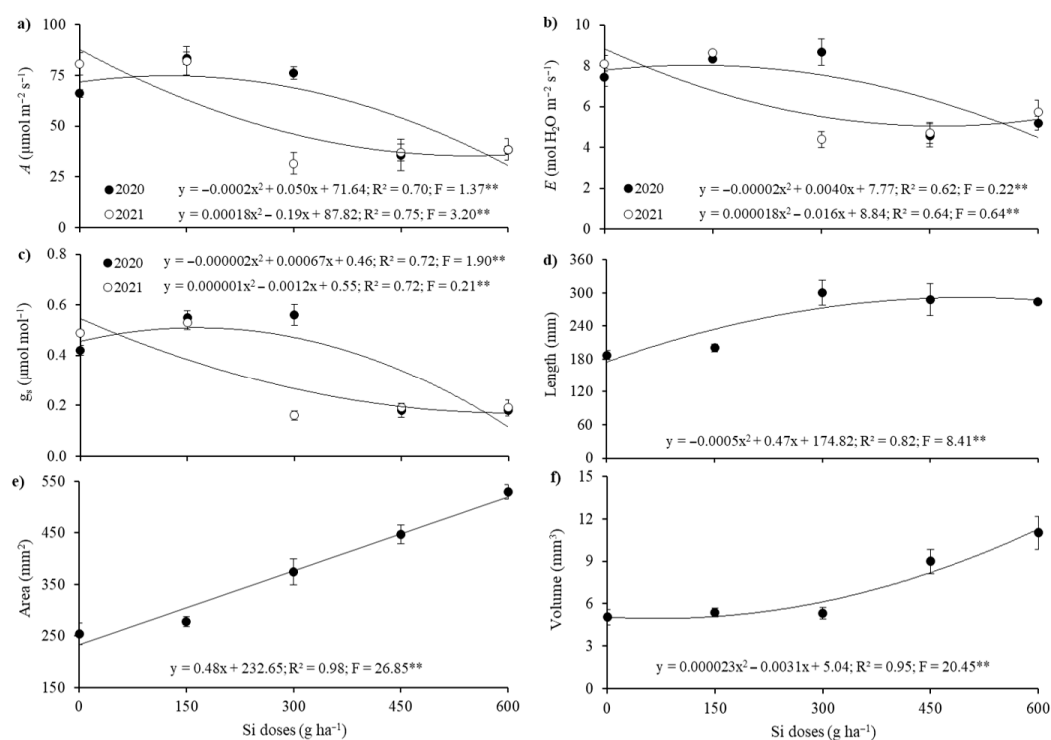 a)
100
75
50
25
0
A (μmol m⁻² s⁻¹)
2020 y = −0.0002x² + 0.050x + 71.64; R² = 0.70; F = 1.37**
2021 y = 0.00018x² − 0.19x + 87.82; R² = 0.75; F = 3.20**
b)
10
8
6
4
2
0
E (mol H₂O m⁻² s⁻¹)
2020 y = −0.00002x² + 0.0040x + 7.77; R² = 0.62; F = 0.22**
2021 y = 0.000018x² − 0.016x + 8.84; R² = 0.64; F = 0.64**
c)
0.8
0.6
0.4
0.2
0.0
gs (μmol mol⁻¹)
2020 y = −0.000002x² + 0.00067x + 0.46; R² = 0.72; F = 1.90**
2021 y = 0.000001x² − 0.0012x + 0.55; R² = 0.72; F = 0.21**
d)
360
300
240
180
120
60
0
Length (mm)
y = −0.0005x² + 0.47x + 174.82; R² = 0.82; F = 8.41**
e)
550
450
350
250
150
Area (mm²)
y = 0.48x + 232.65; R² = 0.98; F = 26.85**
0 150 300 450 600
Si doses (g ha⁻¹)
f)
15
12
9
6
3
0
Volume (mm³)
y = 0.000023x² − 0.0031x + 5.04; R² = 0.95; F = 20.45**
0 150 300 450 600
Si doses (g ha⁻¹)